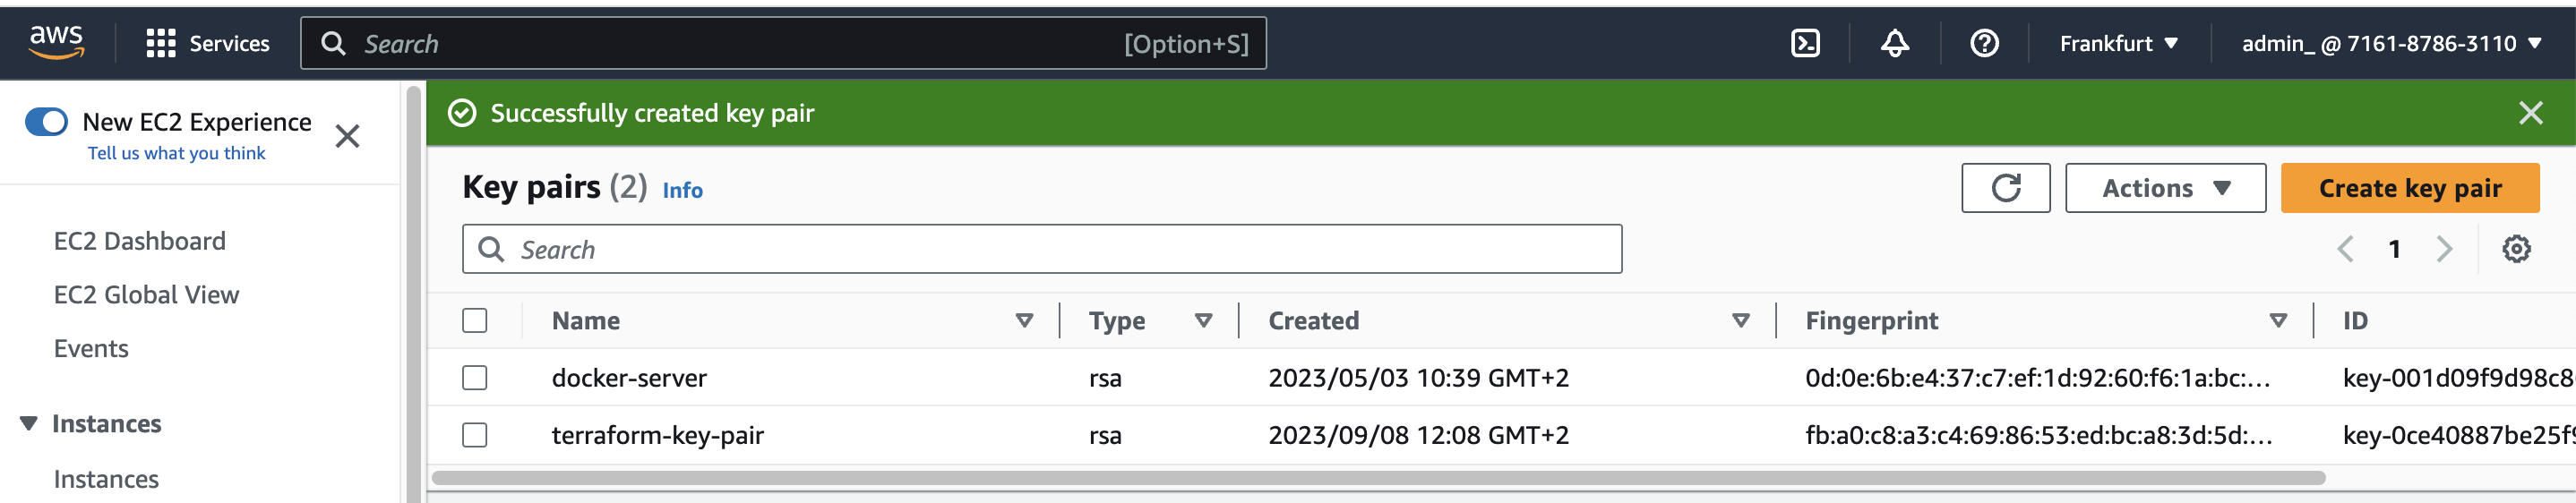 aws
Services
Search
[Option+S]
Frankfurt
admin_ @ 7161-8786-3110
New EC2 Experience
Tell us what you think
EC2 Dashboard
EC2 Global View
Events
Instances
Instances
Successfully created key pair
Key pairs (2) Info
Actions
Create key pair
Search
1
Name Type Created Fingerprint ID
docker-server rsa 2023/05/03 10:39 GMT+2 0d:0e:6b:e4:37:c7:ef:1d:92:60:f6:1a:bc:... key-001d09f9d98c8
terraform-key-pair rsa 2023/09/08 12:08 GMT+2 fb:a0:c8:a3:c4:69:86:53:ed:bc:a8:3d:5d:... key-0ce40887be25f9